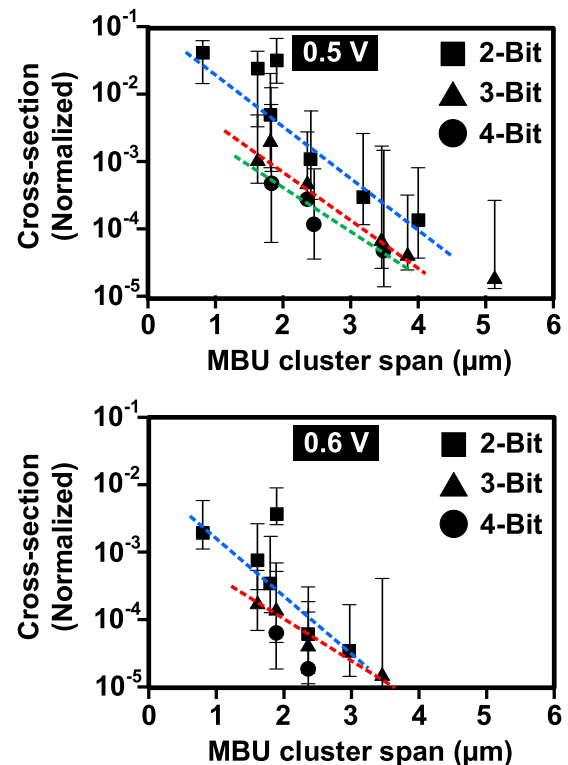 10-1
0.5 V
2-Bit
3-Bit
4-Bit
10-2
10-3
10-4
10-5
Cross-section
(Normalized)
0 1 2 3 4 5 6
MBU cluster span (µm)
10-1
0.6 V
2-Bit
3-Bit
4-Bit
10-2
10-3
10-4
10-5
Cross-section
(Normalized)
0 1 2 3 4 5 6
MBU cluster span (µm)